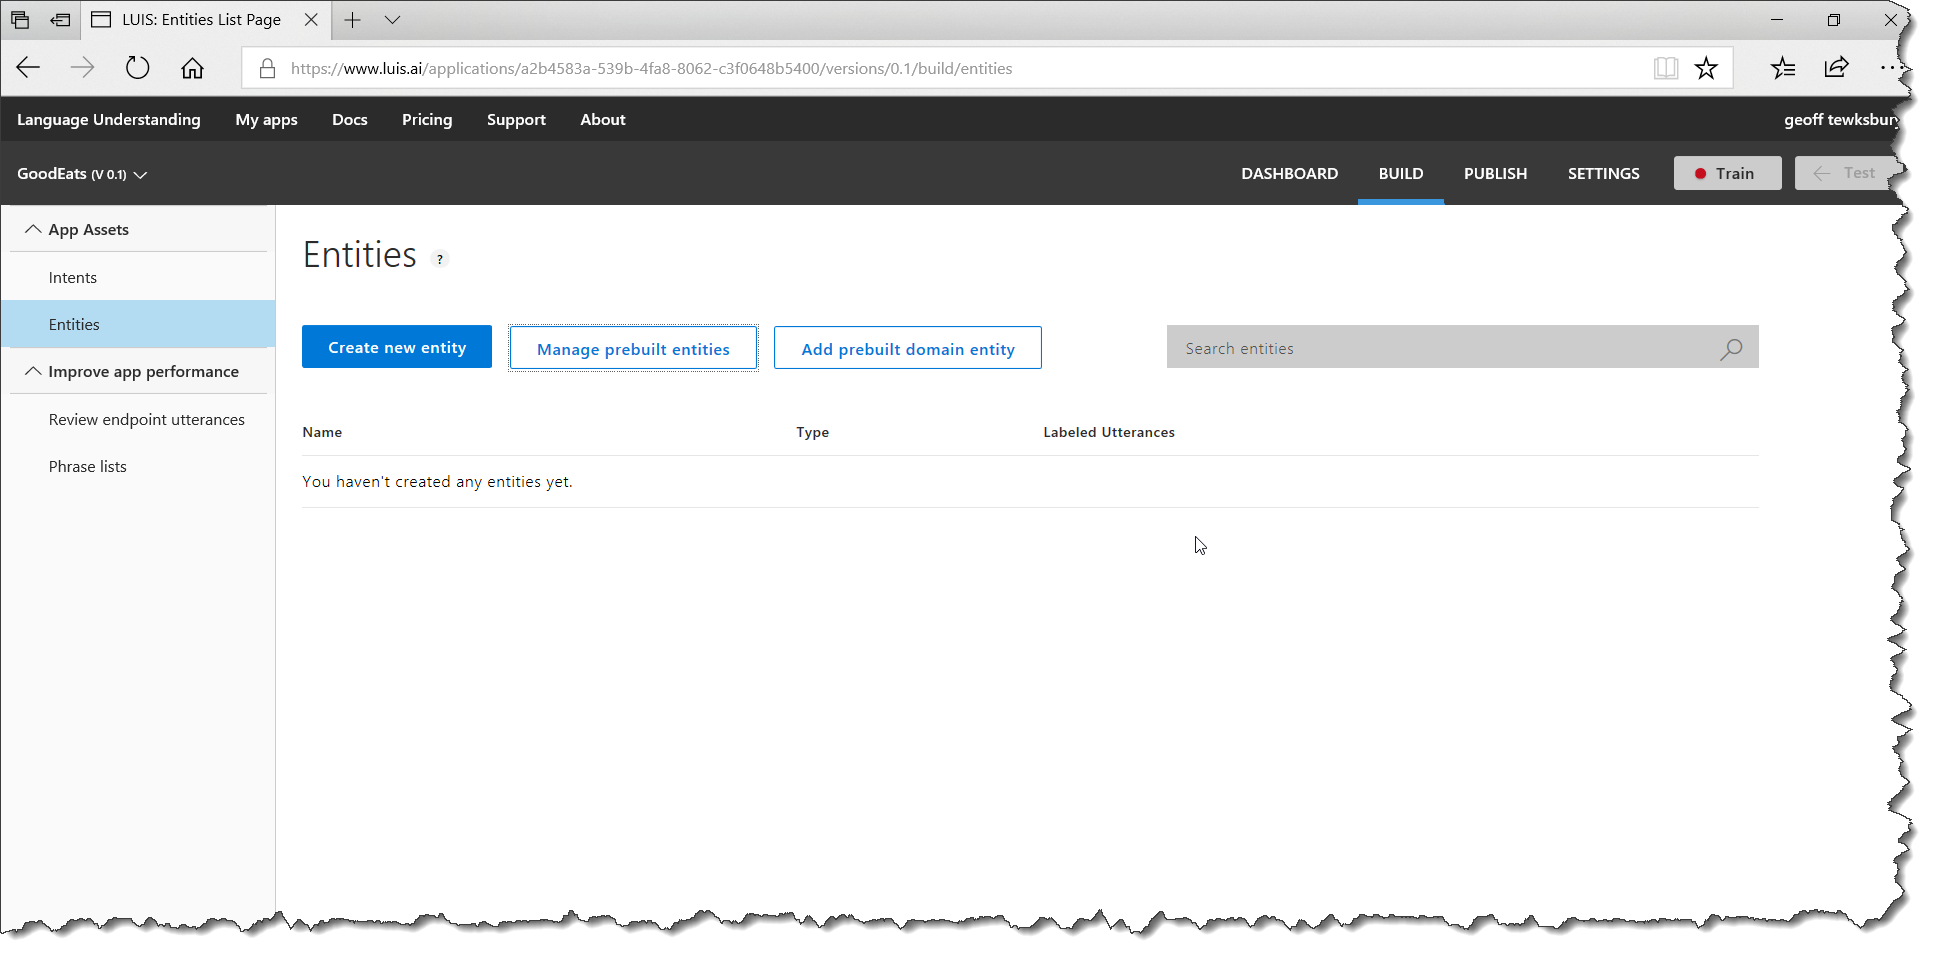 LUIS: Entities List Page
https://www.luis.ai/applications/a2b4583a-539b-4fa8-8062-c3f0648b5400/versions/0.1/build/entities
Language Understanding My apps Docs Pricing Support About geoff tewksbury
GoodEats (V 0.1) DASHBOARD BUILD PUBLISH SETTINGS Train Test
App Assets
Intents
Entities
Improve app performance
Review endpoint utterances
Phrase lists
Entities ?
Create new entity Manage prebuilt entities Add prebuilt domain entity Search entities
Name Type Labeled Utterances
You haven't created any entities yet.